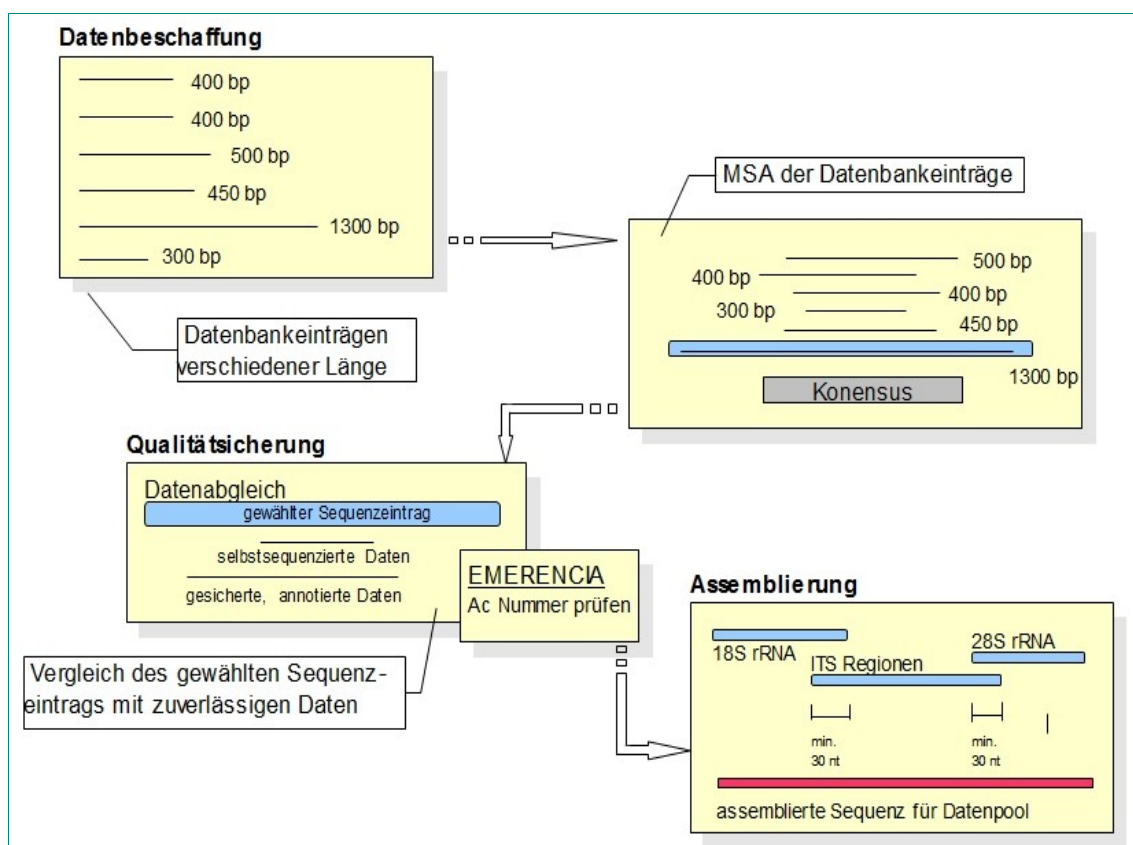 Datenbeschaffung
400 bp
400 bp
500 bp
450 bp
1300 bp
300 bp
Datenbankeinträgen
verschiedener Länge
MSA der Datenbankeinträge
500 bp
400 bp
400 bp
300 bp
450 bp
1300 bp
Konensus
Qualitätsicherung
Datenabgleich
gewählter Sequenzeintrag
selbstsequenzierte Daten
gesicherte, annotierte Daten
EMERENCIA
Ac Nummer prüfen
Vergleich des gewählten Sequenz-
eintrags mit zuverlässigen Daten
Assemblierung
18S rRNA
28S rRNA
ITS Regionen
min.
30 nt
min.
30 nt
assemblierte Sequenz für Datenpool